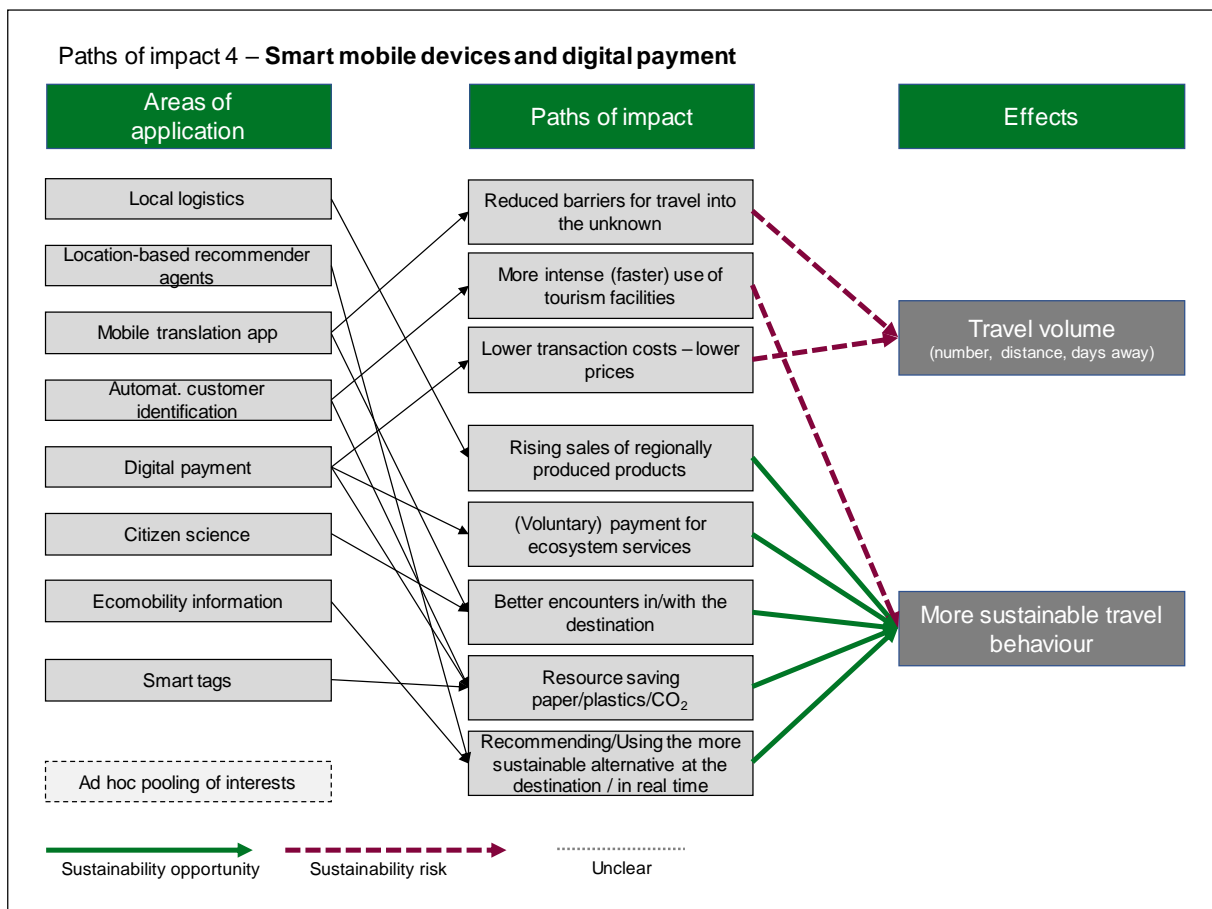 Paths of impact 4 – Smart mobile devices and digital payment
Areas of
application
Paths of impact
Effects
Local logistics
Location-based recommender
agents
Mobile translation app
Automat. customer
identification
Digital payment
Citizen science
Ecomobility information
Smart tags
Ad hoc pooling of interests
Reduced barriers for travel into
the unknown
More intense (faster) use of
tourism facilities
Lower transaction costs – lower
prices
Rising sales of regionally
produced products
(Voluntary) payment for
ecosystem services
Better encounters in/with the
destination
Resource saving
paper/plastics/CO₂
Recommending/Using the more
sustainable alternative at the
destination / in real time
Travel volume
(number, distance, days away)
More sustainable travel
behaviour
Sustainability opportunity
Sustainability risk
Unclear